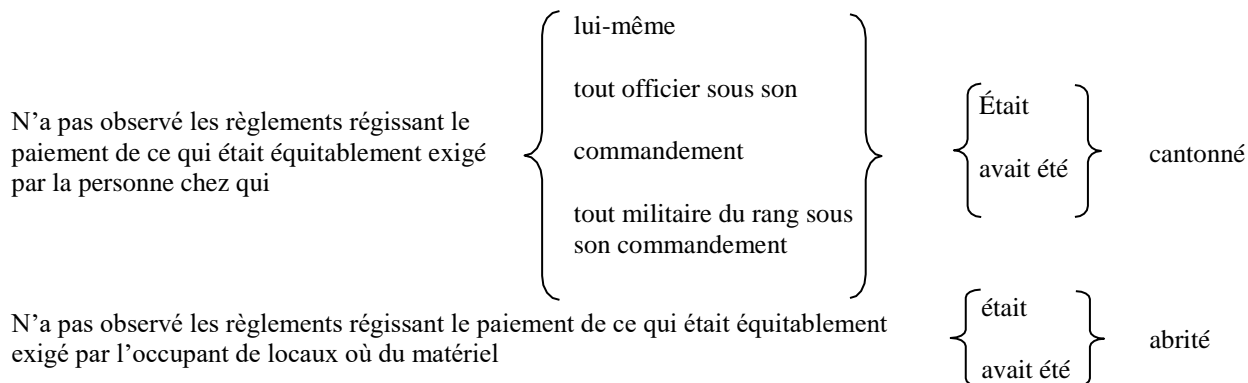 N’a pas observé les règlements régissant le
paiement de ce qui était équitablement exigé
par la personne chez qui
lui-même
tout officier sous son
commandement
tout militaire du rang sous
son commandement
Était
avait été
cantonné
N’a pas observé les règlements régissant le paiement de ce qui était équitablement
exigé par l’occupant de locaux où du matériel
était
avait été
abrité